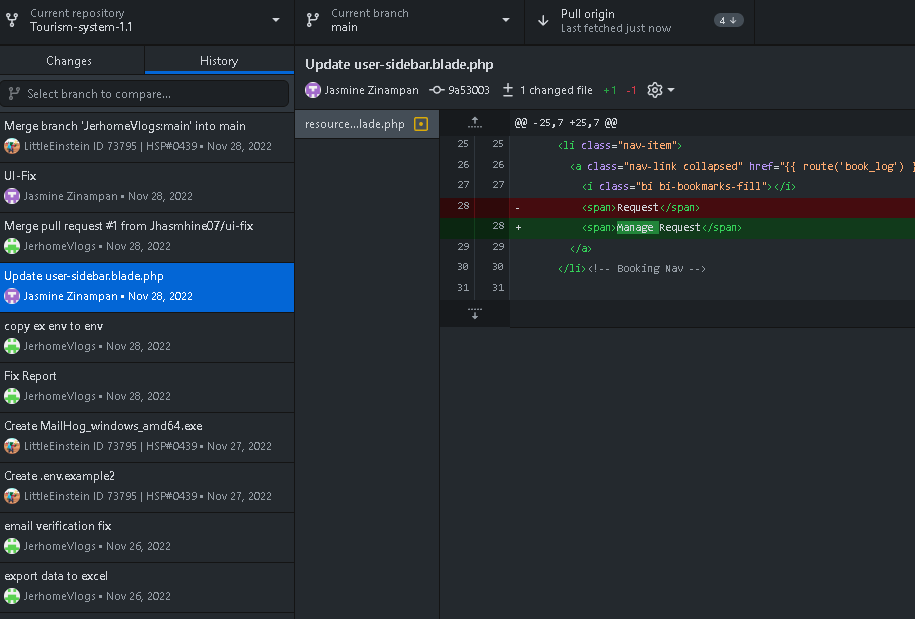 Current repository
Tourism-system-1.1
Current branch
main
Pull origin
Last fetched just now
4
Changes
History
Select branch to compare...
Merge branch 'JerhomeVlogs:main' into main
LittleEinstein ID 73795 | HSP#0439 • Nov 28, 2022
UI-Fix
Jasmine Zinampan • Nov 28, 2022
Merge pull request #1 from Jhasmhine07/ui-fix
JerhomeVlogs • Nov 28, 2022
Update user-sidebar.blade.php
Jasmine Zinampan • Nov 28, 2022
copy ex env to env
JerhomeVlogs • Nov 28, 2022
Fix Report
JerhomeVlogs • Nov 28, 2022
Create MailHog_windows_amd64.exe
LittleEinstein ID 73795 | HSP#0439 • Nov 27, 2022
Create .env.example2
LittleEinstein ID 73795 | HSP#0439 • Nov 27, 2022
email verification fix
JerhomeVlogs • Nov 26, 2022
export data to excel
JerhomeVlogs • Nov 26, 2022
Update user-sidebar.blade.php
Jasmine Zinampan 9a53003 1 changed file +1 -1
resource...lade.php
@@ -25,7 +25,7 @@
25 25 <li class="nav-item">
26 26 <a class="nav-link collapsed" href="{{ route('book_log') }
27 27 <i class="bi bi-bookmarks-fill"></i>
28 - <span>Request</span>
28 + <span>Manage Request</span>
29 29 </a>
30 30 </li><!-- Booking Nav -->
31 31